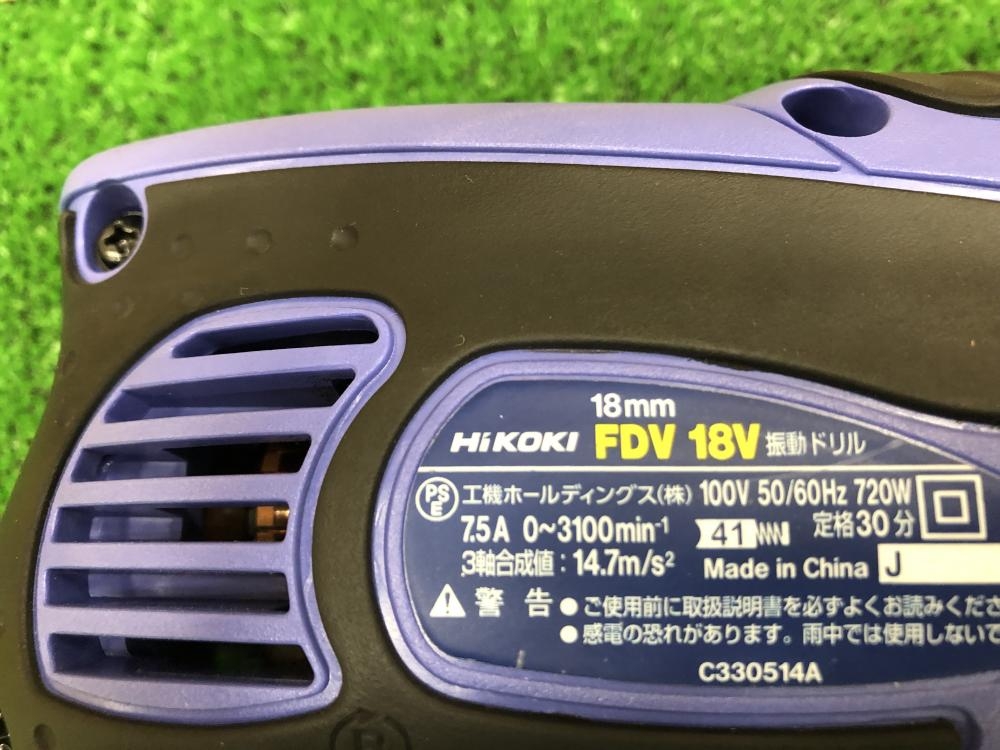 18mm
HiKOKI FDV 18V 振動ドリル
PSE 工機ホールディングス(株) 100V 50/60Hz 720W
7.5A 0~3100min-1 41 定格30分
3軸合成値:14.7m/s² Made in China J
警告 ●ご使用前に取扱説明書を必ずよくお読みくださ
●感電の恐れがあります。雨中では使用しないで
C330514A
R